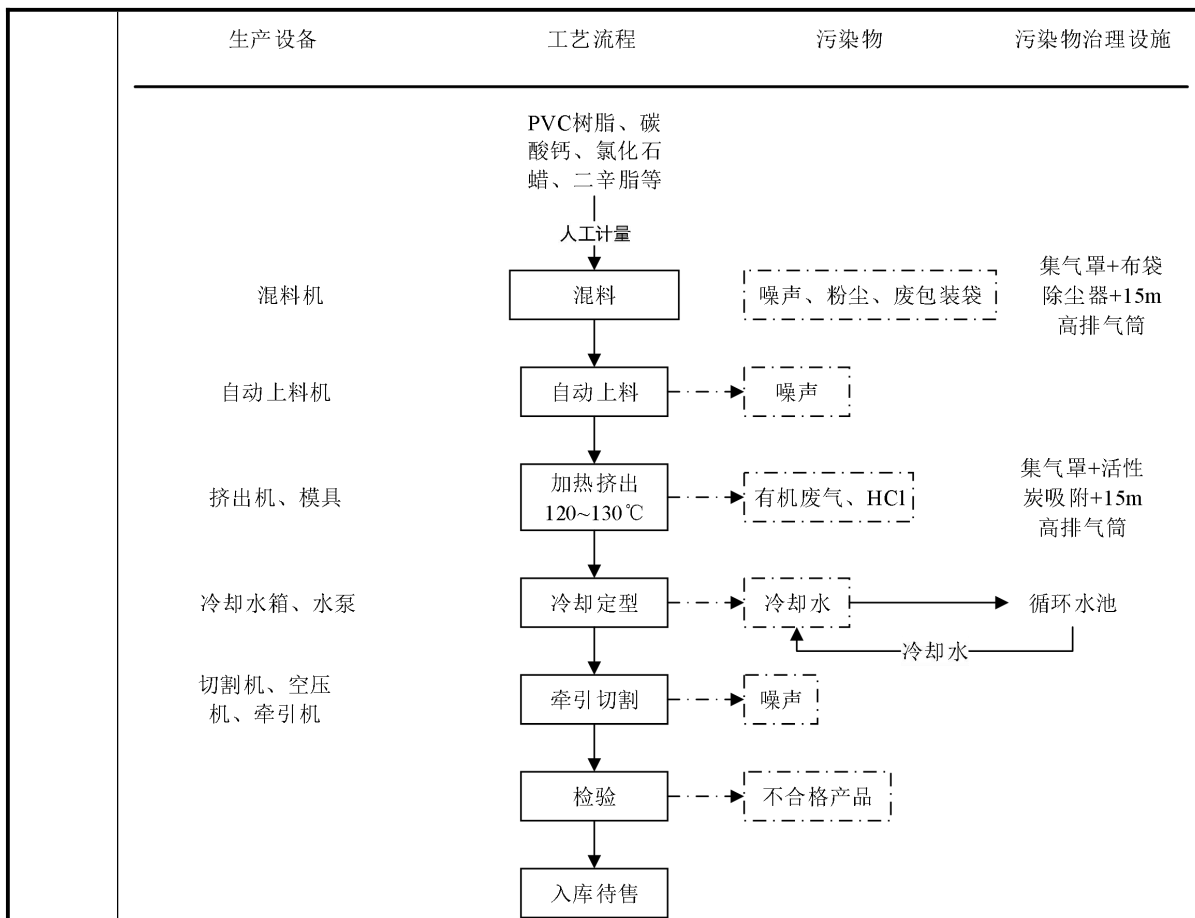 生产设备 工艺流程 污染物 污染物治理设施
PVC树脂、碳
酸钙、氯化石
蜡、二辛脂等
人工计量
混料机
混料
噪声、粉尘、废包装袋
集气罩+布袋
除尘器+15m
高排气筒
自动上料机
自动上料
噪声
挤出机、模具
加热挤出
120~130℃
有机废气、HCl
集气罩+活性
炭吸附+15m
高排气筒
冷却水箱、水泵
冷却定型
冷却水
循环水池
冷却水
切割机、空压
机、牵引机
牵引切割
噪声
检验
不合格产品
入库待售